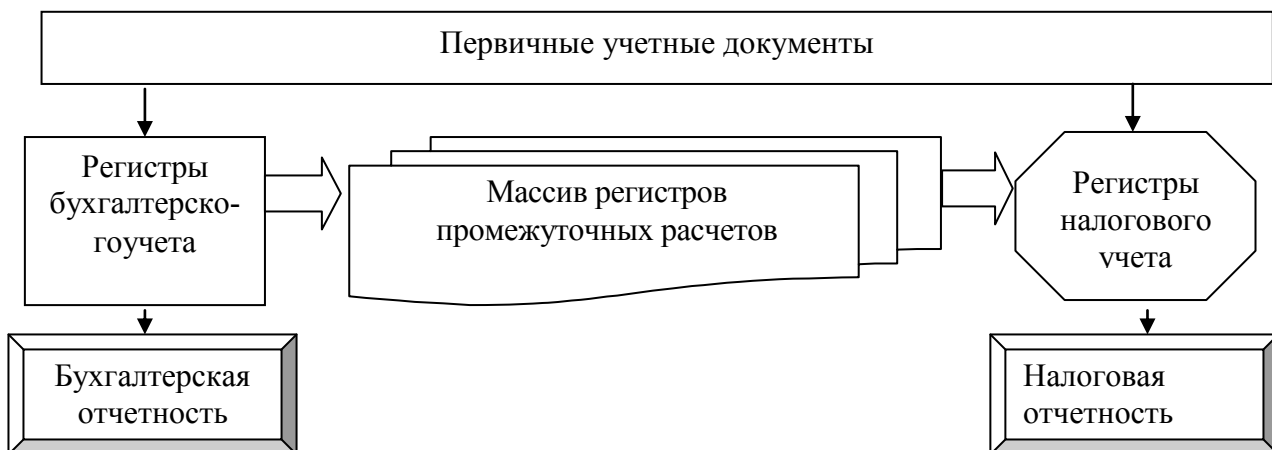 Первичные учетные документы
Регистры
бухгалтерско-
гоучета
Массив регистров
промежуточных расчетов
Регистры
налогового
учета
Бухгалтерская
отчетность
Налоговая
отчетность